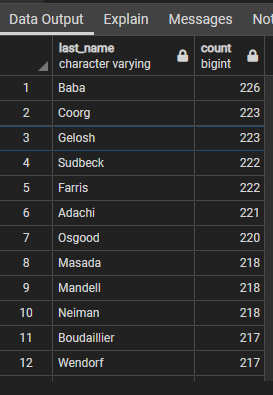 Data Output Explain Messages Not
last_name count
character varying bigint
1 Baba 226
2 Coorg 223
3 Gelosh 223
4 Sudbeck 222
5 Farris 222
6 Adachi 221
7 Osgood 220
8 Masada 218
9 Mandell 218
10 Neiman 218
11 Boudaillier 217
12 Wendorf 217